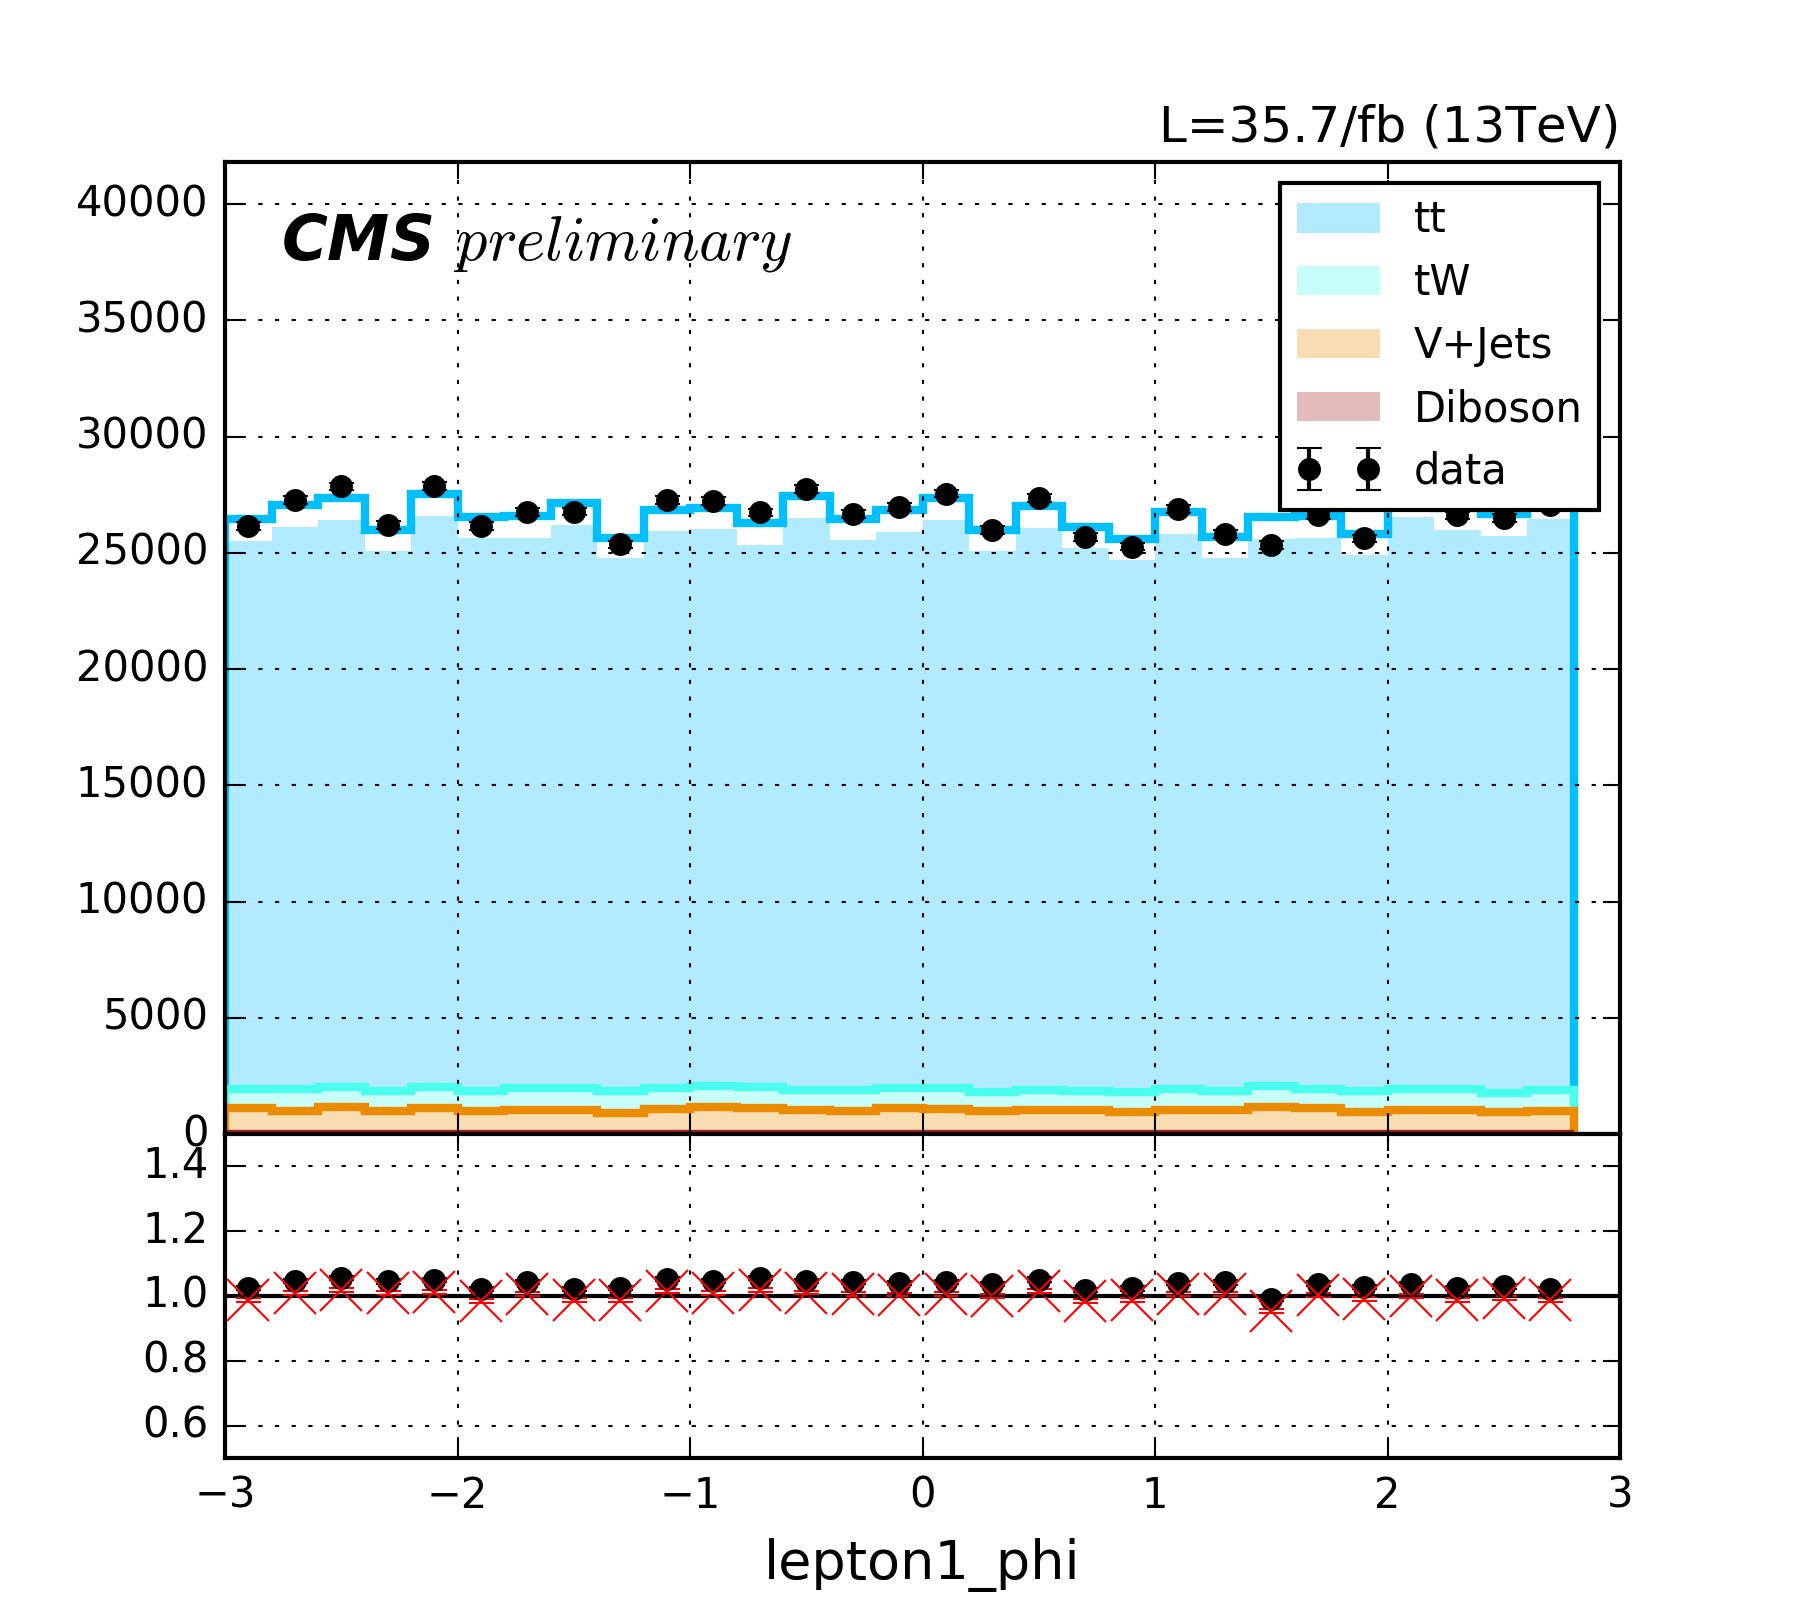 L=35.7/fb (13TeV)
CMS preliminary
40000
35000
30000
25000
20000
15000
10000
5000
0
tt
tW
V+Jets
Diboson
data
1.4
1.2
1.0
0.8
0.6
−3 −2 −1 0 1 2 3
lepton1_phi